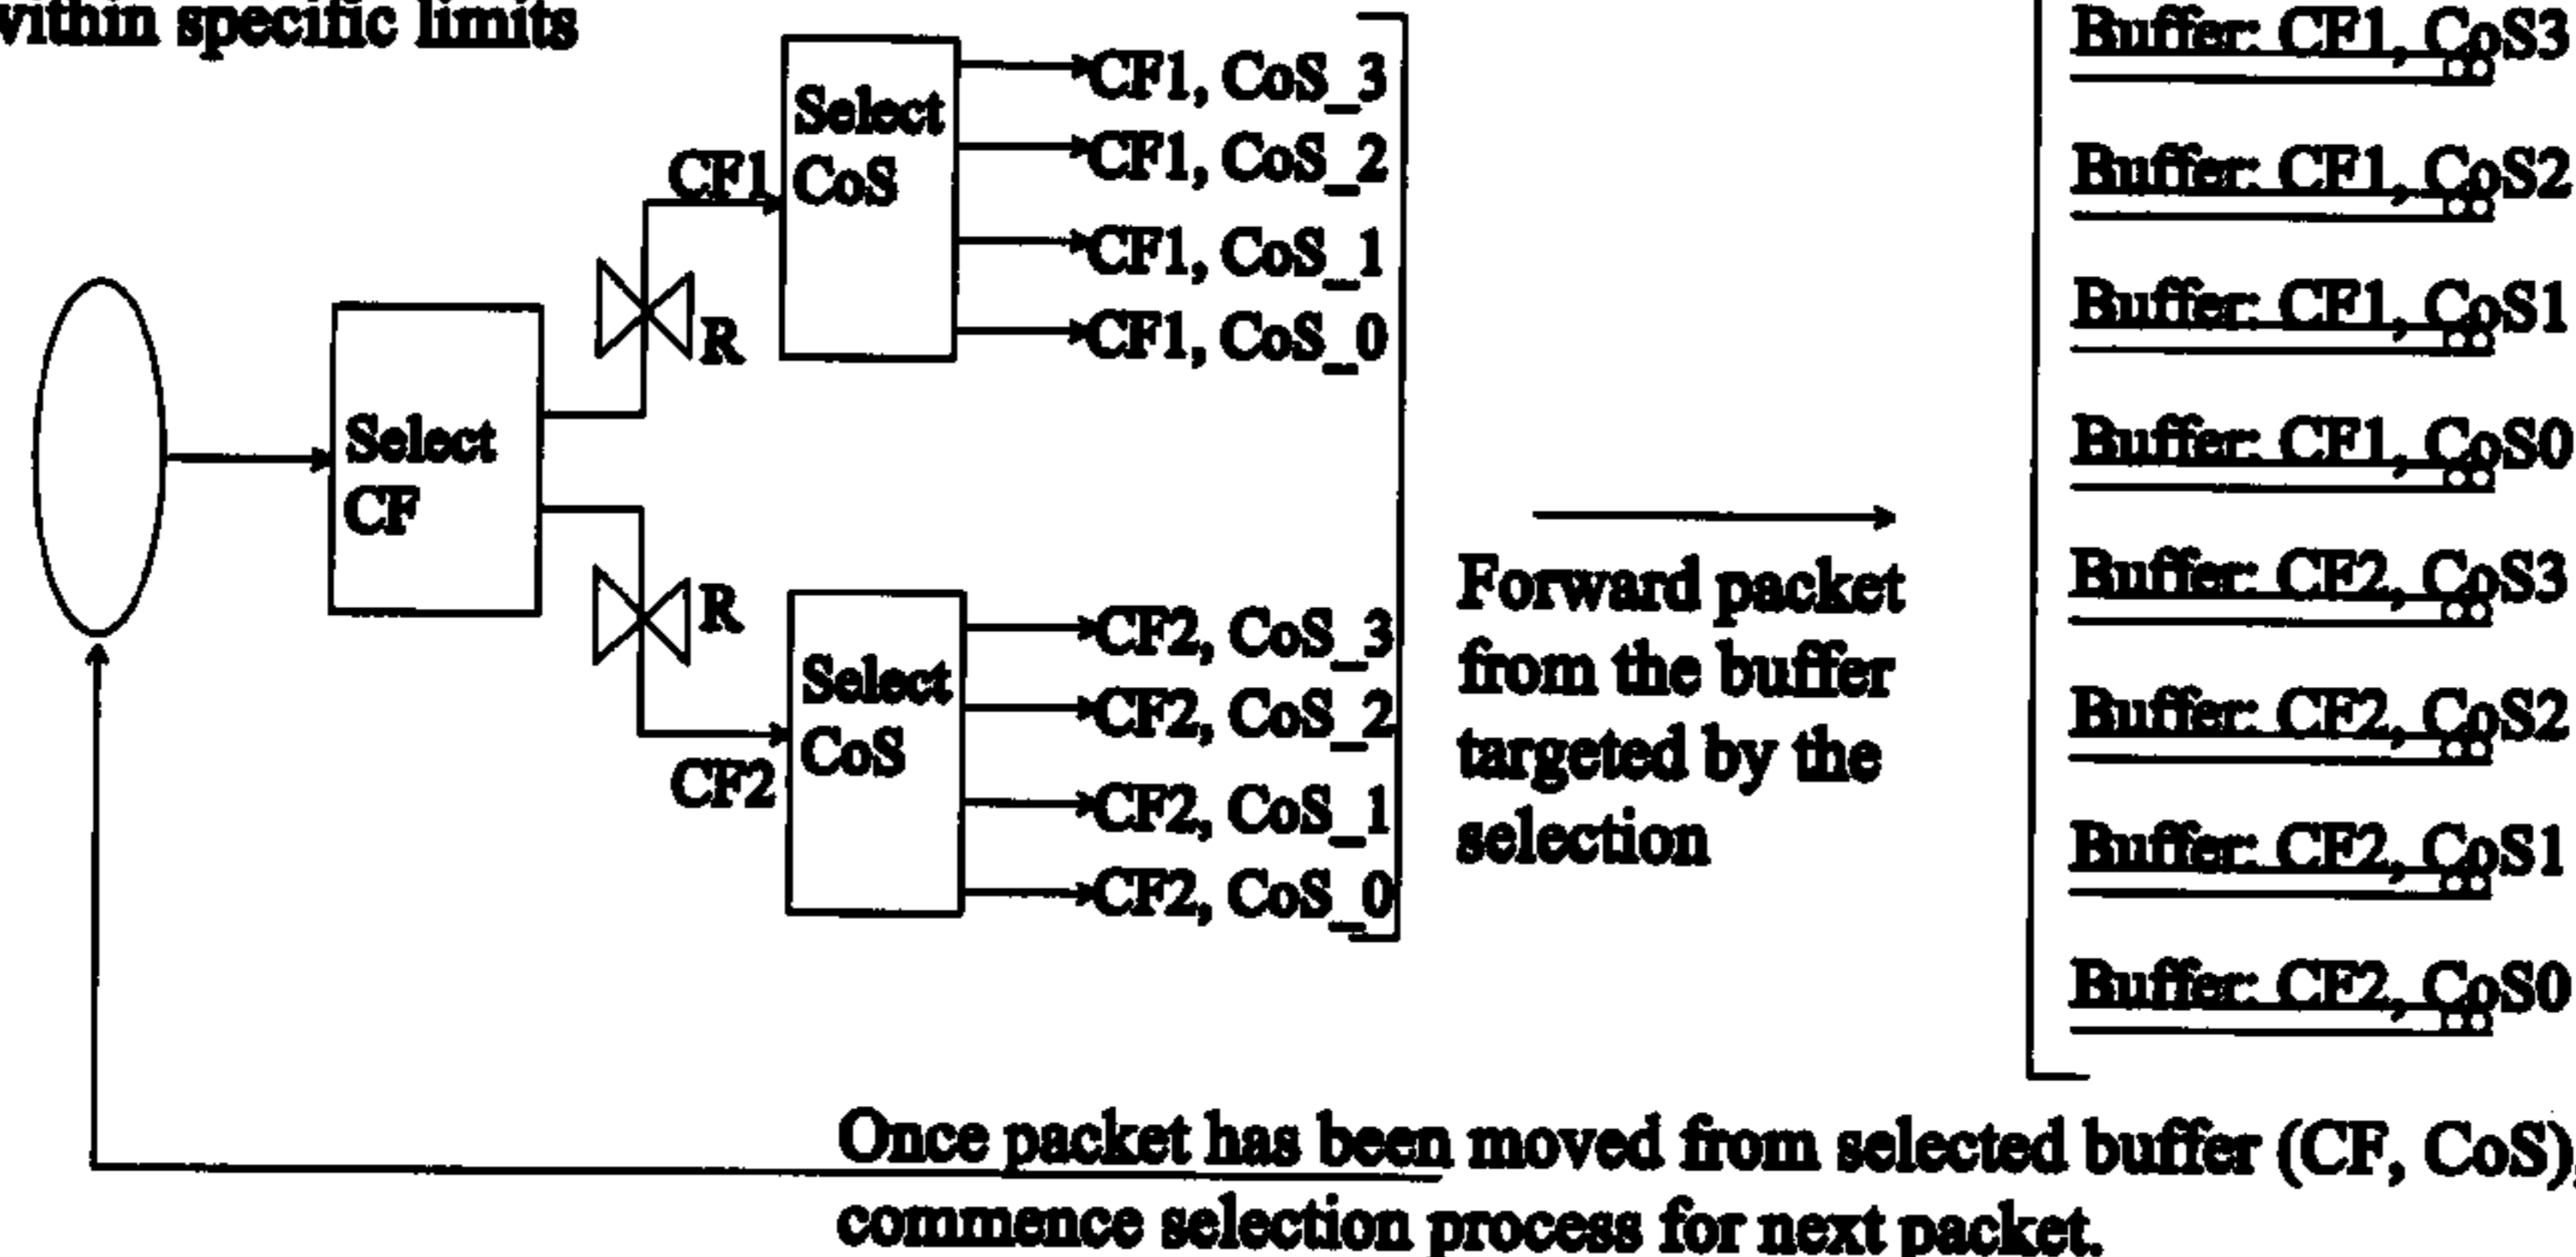 within specific limits
Select
CoS
CF1
CF1, CoS_3
CF1, CoS_2
CF1, CoS_1
CF1, CoS_0
R
Select
CF
R
CF2
Select
CoS
CF2, CoS_3
CF2, CoS_2
CF2, CoS_1
CF2, CoS_0
Forward packet
from the buffer
targeted by the
selection
Buffer: CF1, CoS3
Buffer: CF1, CoS2
Buffer: CF1, CoS1
Buffer: CF1, CoS0
Buffer: CF2, CoS3
Buffer: CF2, CoS2
Buffer: CF2, CoS1
Buffer: CF2, CoS0
Once packet has been moved from selected buffer (CF, CoS),
commence selection process for next packet.